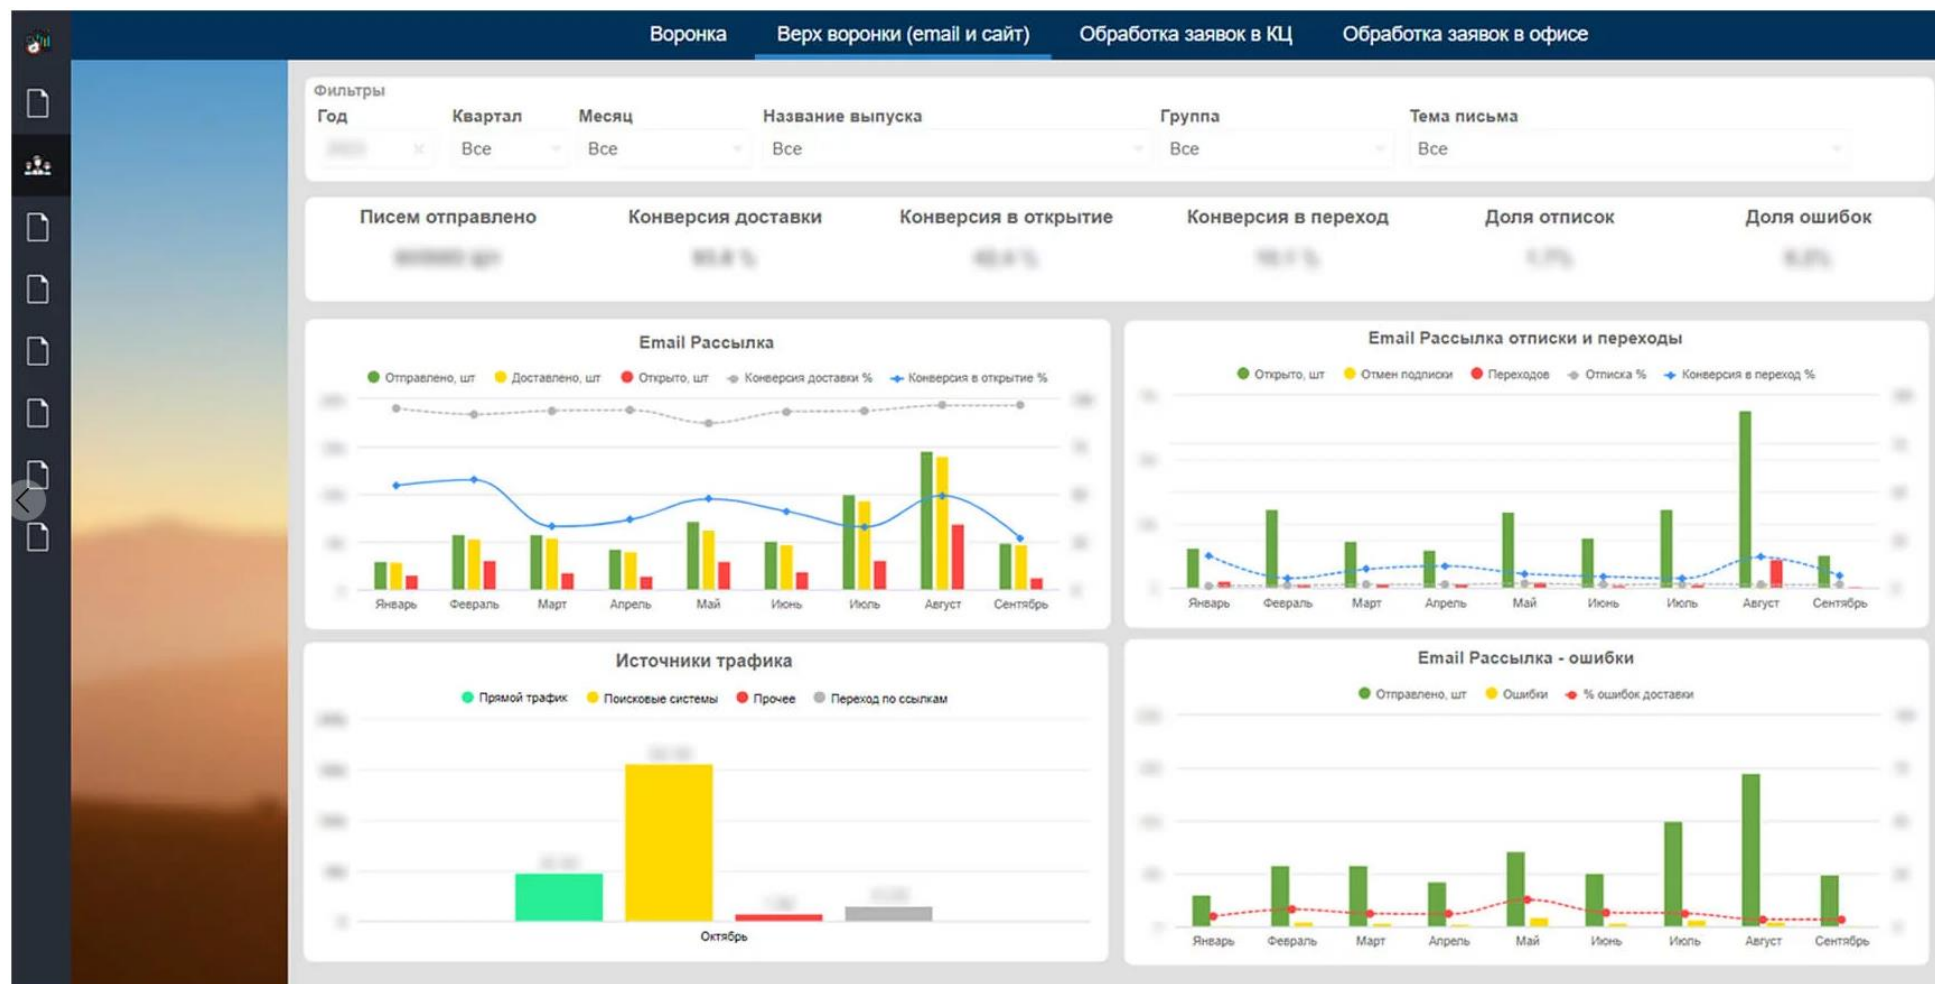 Воронка Верх воронки (email и сайт) Обработка заявок в КЦ Обработка заявок в офисе
Фильтры
Год Квартал Месяц Название выпуска Группа Тема письма
Все Все Все Все Все
Писем отправлено Конверсия доставки Конверсия в открытие Конверсия в переход Доля отписок Доля ошибок
Email Рассылка
Отправлено, шт Доставлено, шт Открыто, шт Конверсия доставки % Конверсия в открытие %
Январь Февраль Март Апрель Май Июнь Июль Август Сентябрь
Email Рассылка отписки и переходы
Открыто, шт Отмен подписки Переходов Отписка % Конверсия в переход %
Январь Февраль Март Апрель Май Июнь Июль Август Сентябрь
Источники трафика
Прямой трафик Поисковые системы Прочее Переход по ссылкам
Октябрь
Email Рассылка - ошибки
Отправлено, шт Ошибки % ошибок доставки
Январь Февраль Март Апрель Май Июнь Июль Август Сентябрь